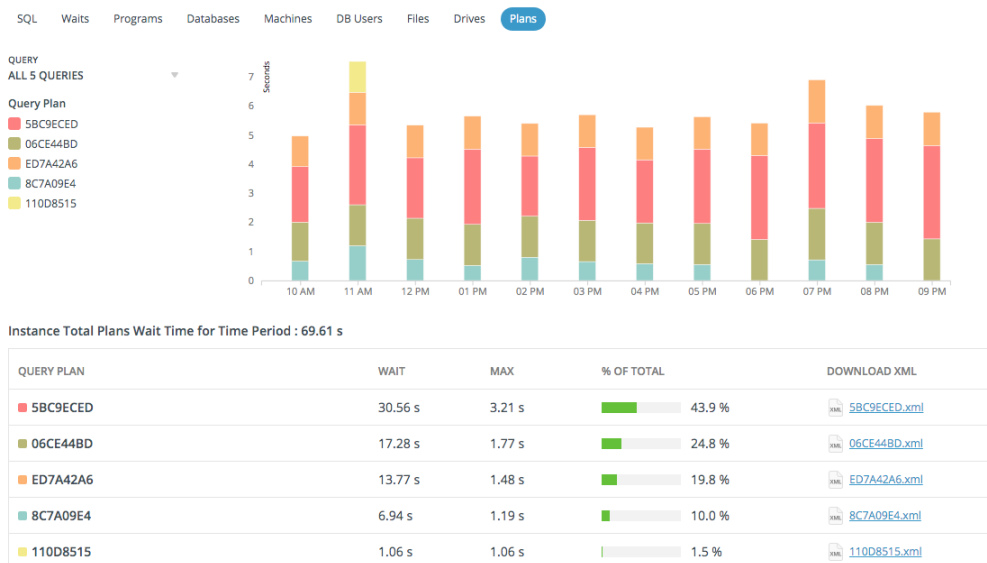 SQL Waits Programs Databases Machines DB Users Files Drives Plans
QUERY
ALL 5 QUERIES
Query Plan
5BC9ECED
06CE44BD
ED7A42A6
8C7A09E4
110D8515
Seconds
7
6
5
4
3
2
1
0
10 AM 11 AM 12 PM 01 PM 02 PM 03 PM 04 PM 05 PM 06 PM 07 PM 08 PM 09 PM
Instance Total Plans Wait Time for Time Period : 69.61 s
QUERY PLAN WAIT MAX % OF TOTAL DOWNLOAD XML
5BC9ECED 30.56 s 3.21 s 43.9 % XML 5BC9ECED.xml
06CE44BD 17.28 s 1.77 s 24.8 % XML 06CE44BD.xml
ED7A42A6 13.77 s 1.48 s 19.8 % XML ED7A42A6.xml
8C7A09E4 6.94 s 1.19 s 10.0 % XML 8C7A09E4.xml
110D8515 1.06 s 1.06 s 1.5 % XML 110D8515.xml